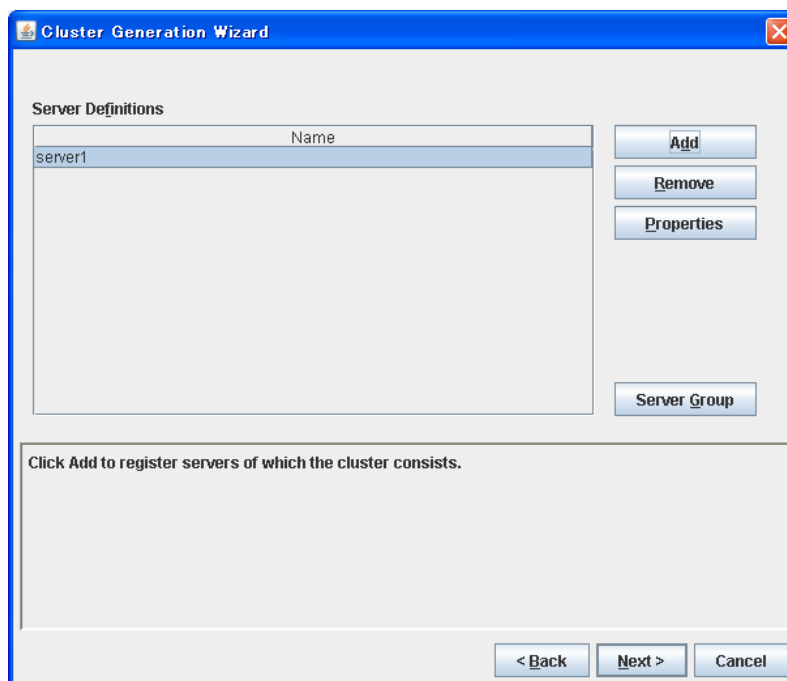 Cluster Generation Wizard
Server Definitions
Name
server1
Add
Remove
Properties
Server Group
Click Add to register servers of which the cluster consists.
< Back
Next >
Cancel